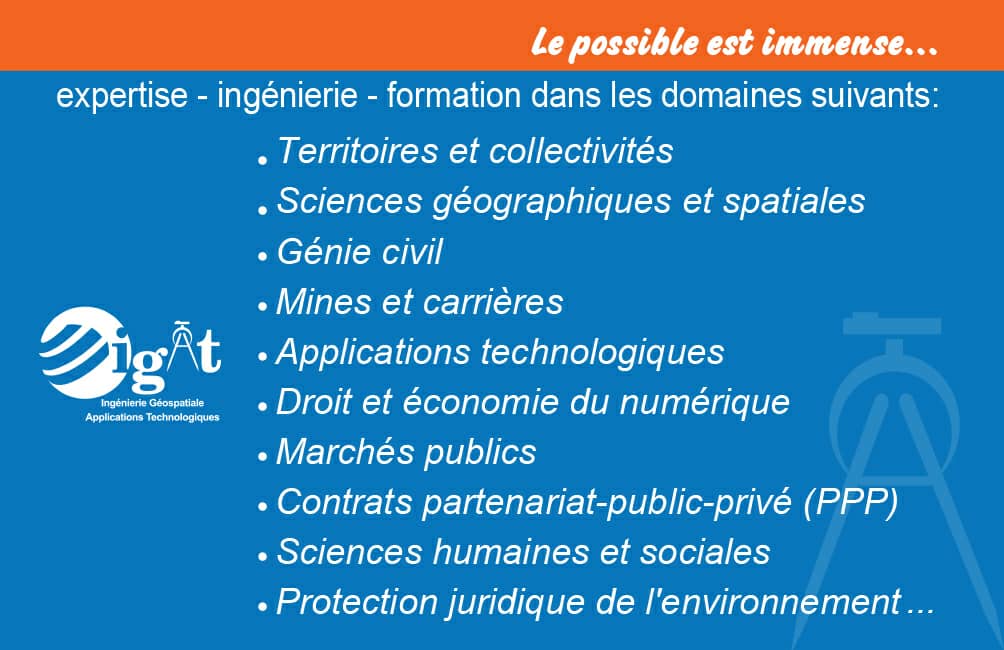 Le possible est immense...
expertise - ingénierie - formation dans les domaines suivants:
• Territoires et collectivités
• Sciences géographiques et spatiales
• Génie civil
• Mines et carrières
• Applications technologiques
• Droit et économie du numérique
• Marchés publics
• Contrats partenariat-public-privé (PPP)
• Sciences humaines et sociales
• Protection juridique de l'environnement ...
igAt
Ingénierie Géospatiale
Applications Technologiques